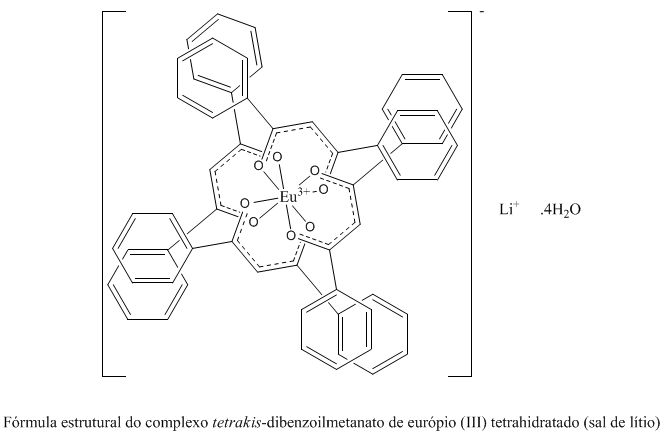 -
O
O
O
O
Eu3+
O
O
O
O
Li+ .4H2O
Fórmula estrutural do complexo tetrakis-dibenzoilmetanato de európio (III) tetrahidratado (sal de lítio)